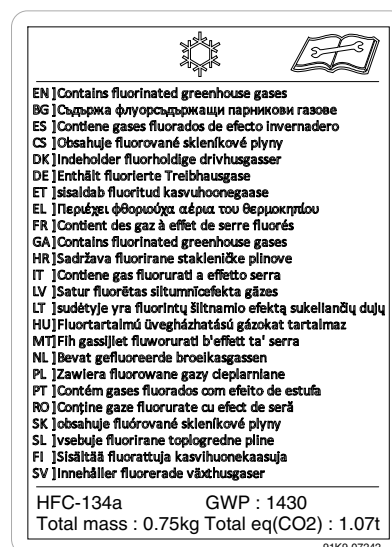 EN ]Contains fluorinated greenhouse gases
BG ]Съдържа флуорсъдържащи парникови газове
ES ]Contiene gases fluorados de efecto invernadero
CS ]Obsahuje fluorované skleníkové plyny
DK ]Indeholder fluorholdige drivhusgasser
DE ]Enthält fluorierte Treibhausgase
ET ]sisaldab fluoritud kasvuhoonegaase
EL ]Περιέχει φθοριούχα αέρια του θερμοκηπίου
FR ]Contient des gaz à effet de serre fluorés
GA]Contains fluorinated greenhouse gases
HR]Sadržava fluorirane stakleničke plinove
IT ]Contiene gas fluorurati a effetto serra
LV ]Satur fluorētas siltumnīcefekta gāzes
LT ]sudėtyje yra fluorintų šiltnamio efektą sukeliančių dujų
HU]Fluortartalmú üvegházhatású gázokat tartalmaz
MT]Fih gassijiet fluworurati b'effett ta' serra
NL ]Bevat gefluoreerde broeikasgassen
PL ]Zawiera fluorowane gazy cieplarniane
PT ]Contém gases fluorados com efeito de estufa
RO]Conține gaze fluorurate cu efect de seră
SK ]obsahuje fluórované skleníkové plyny
SL ]vsebuje fluorirane toplogredne pline
FI ]Sisältää fluorattuja kasvihuonekaasuja
SV ]Innehåller fluorerade växthusgaser
HFC-134a GWP : 1430
Total mass : 0.75kg Total eq(CO2) : 1.07t